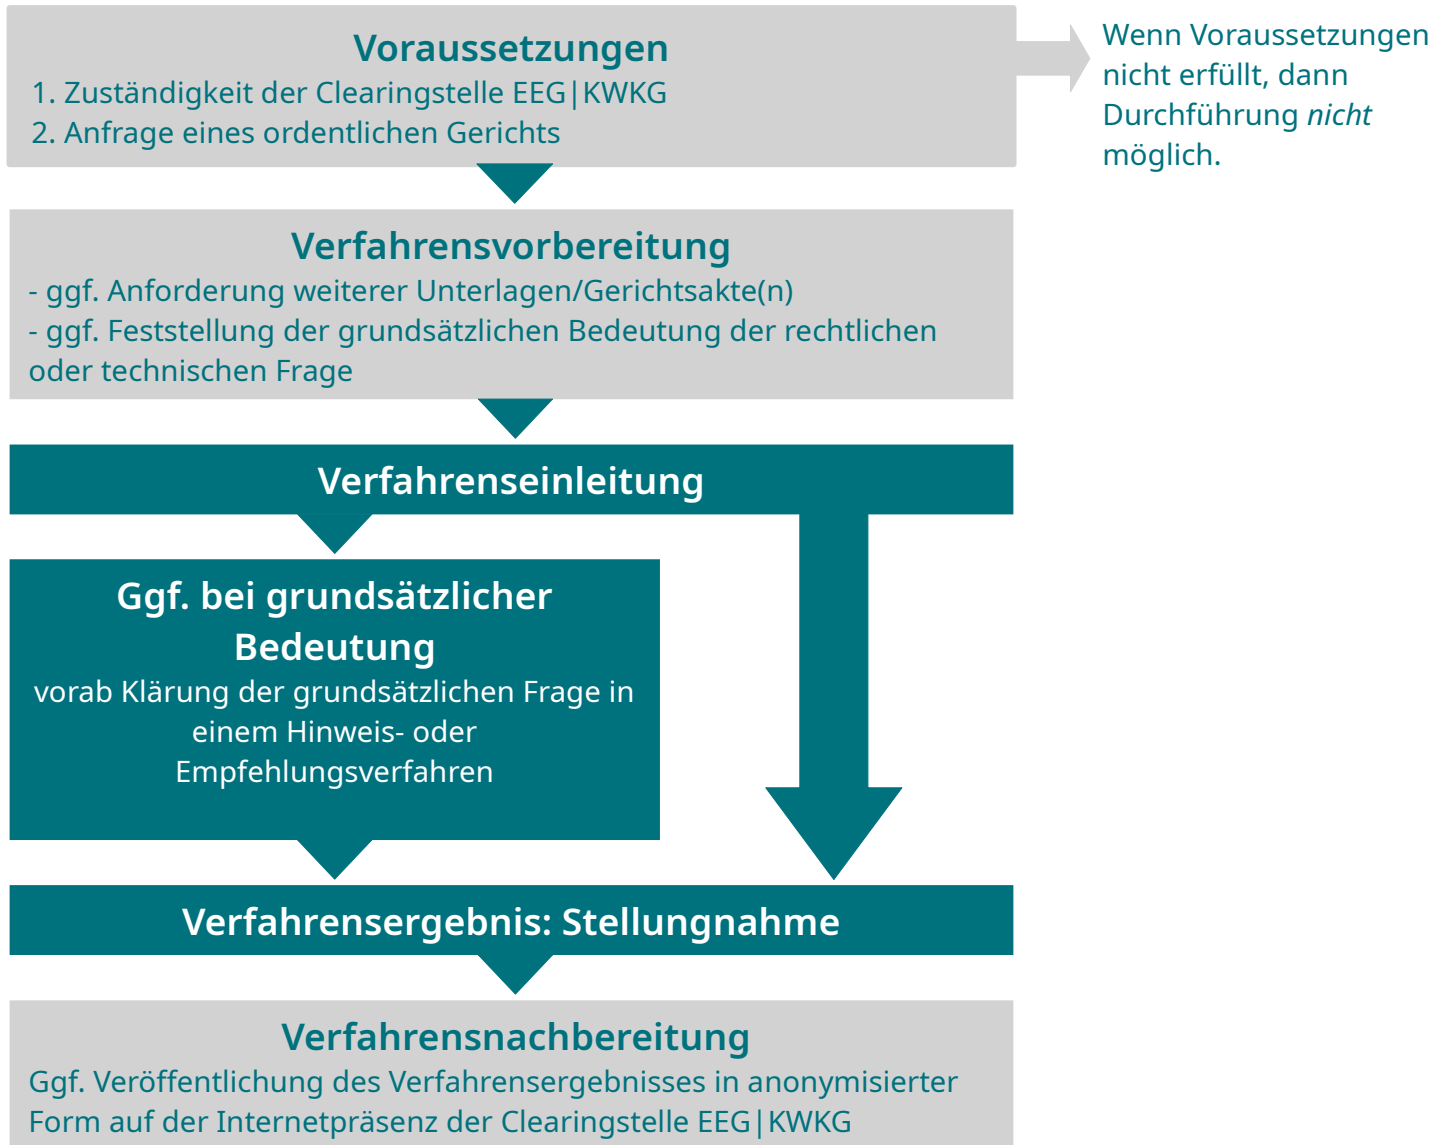 Voraussetzungen
1. Zuständigkeit der Clearingstelle EEG|KWKG
2. Anfrage eines ordentlichen Gerichts
Wenn Voraussetzungen
nicht erfüllt, dann
Durchführung nicht
möglich.
Verfahrensvorbereitung
- ggf. Anforderung weiterer Unterlagen/Gerichtsakte(n)
- ggf. Feststellung der grundsätzlichen Bedeutung der rechtlichen
oder technischen Frage
Verfahrenseinleitung
Ggf. bei grundsätzlicher
Bedeutung
vorab Klärung der grundsätzlichen Frage in
einem Hinweis- oder
Empfehlungsverfahren
Verfahrensergebnis: Stellungnahme
Verfahrensnachbereitung
Ggf. Veröffentlichung des Verfahrensergebnisses in anonymisierter
Form auf der Internetpräsenz der Clearingstelle EEG|KWKG